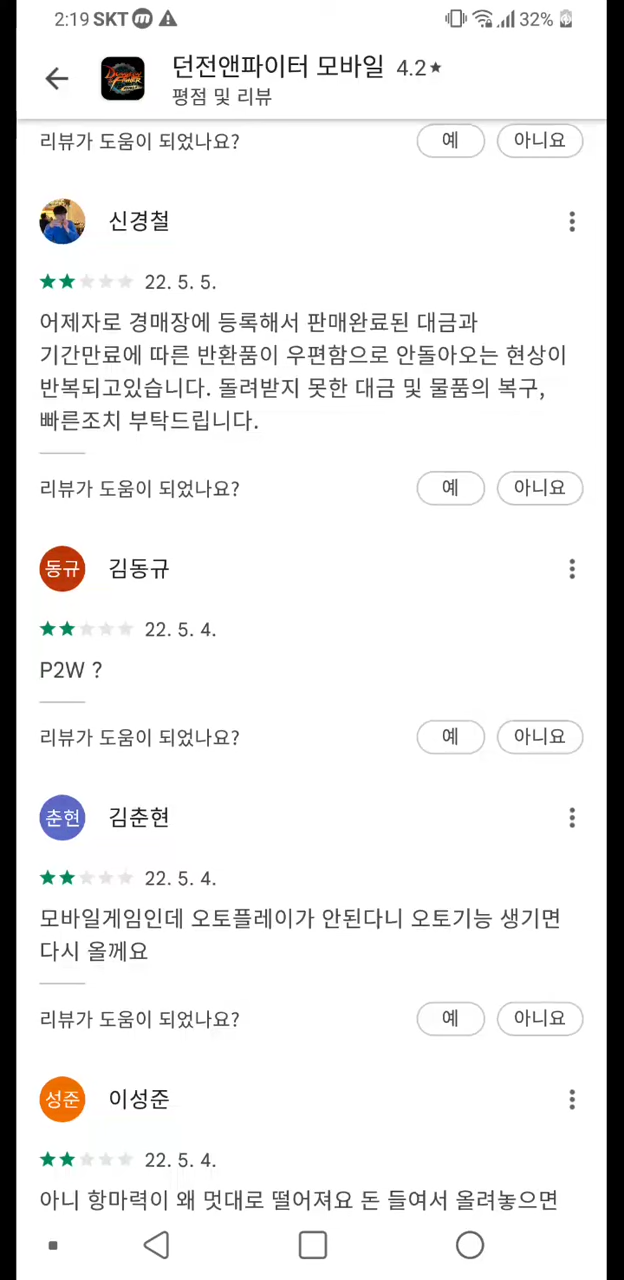 2:19 SKT m 32%
던전앤파이터 모바일 4.2★
평점 및 리뷰
리뷰가 도움이 되었나요? 예 아니요
신경철
22. 5. 5.
어제자로 경매장에 등록해서 판매완료된 대금과
기간만료에 따른 반환품이 우편함으로 안돌아오는 현상이
반복되고있습니다. 돌려받지 못한 대금 및 물품의 복구,
빠른조치 부탁드립니다.
리뷰가 도움이 되었나요? 예 아니요
동규 김동규
22. 5. 4.
P2W ?
리뷰가 도움이 되었나요? 예 아니요
춘현 김춘현
22. 5. 4.
모바일게임인데 오토플레이가 안된다니 오토기능 생기면
다시 올께요
리뷰가 도움이 되었나요? 예 아니요
성준 이성준
22. 5. 4.
아니 항마력이 왜 멋대로 떨어져요 돈 들여서 올려놓으면